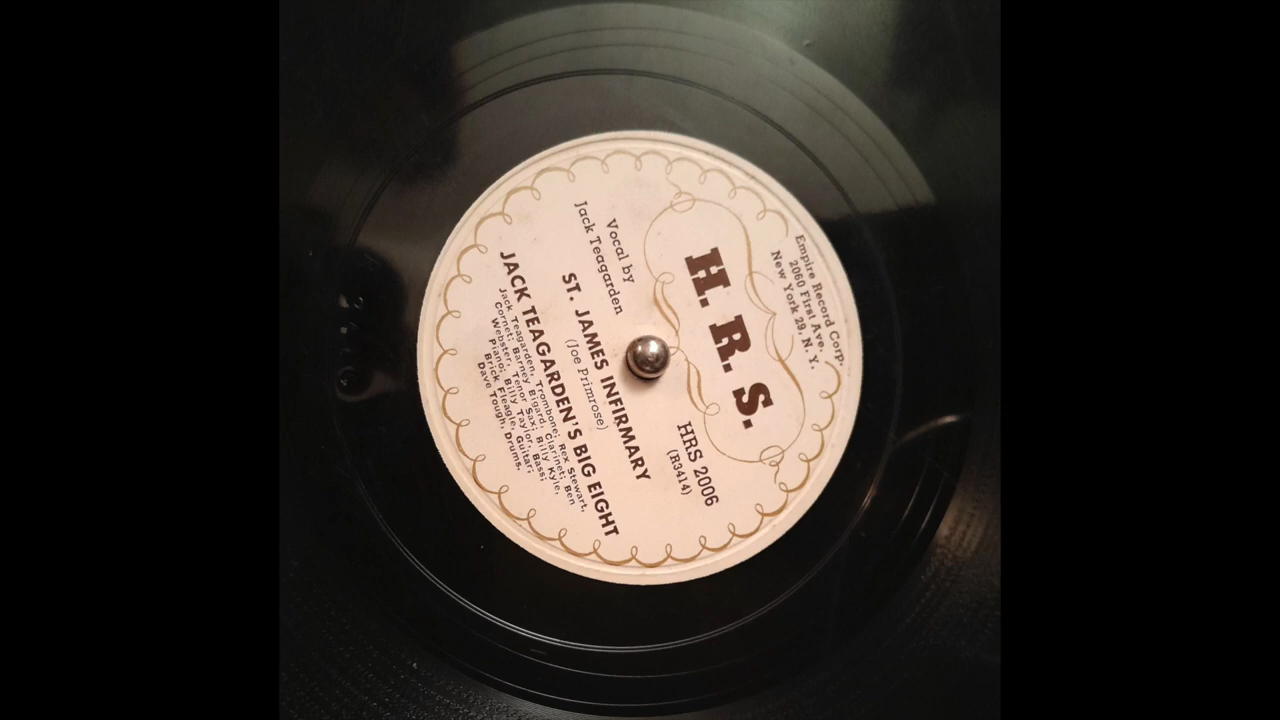 Empire Record Corp.
2060 First Ave.
New York 29, N. Y.
H. R. S.
HRS 2006
(R3414)
Vocal by
Jack Teagarden
ST. JAMES INFIRMARY
(Joe Primrose)
JACK TEAGARDEN'S BIG EIGHT
Jack Teagarden, Trombone; Rex Stewart,
Cornet; Barney Bigard, Clarinet; Ben
Webster, Tenor Sax; Billy Kyle,
Piano; Billy Taylor, Bass;
Brick Fleagle, Guitar;
Dave Tough, Drums.